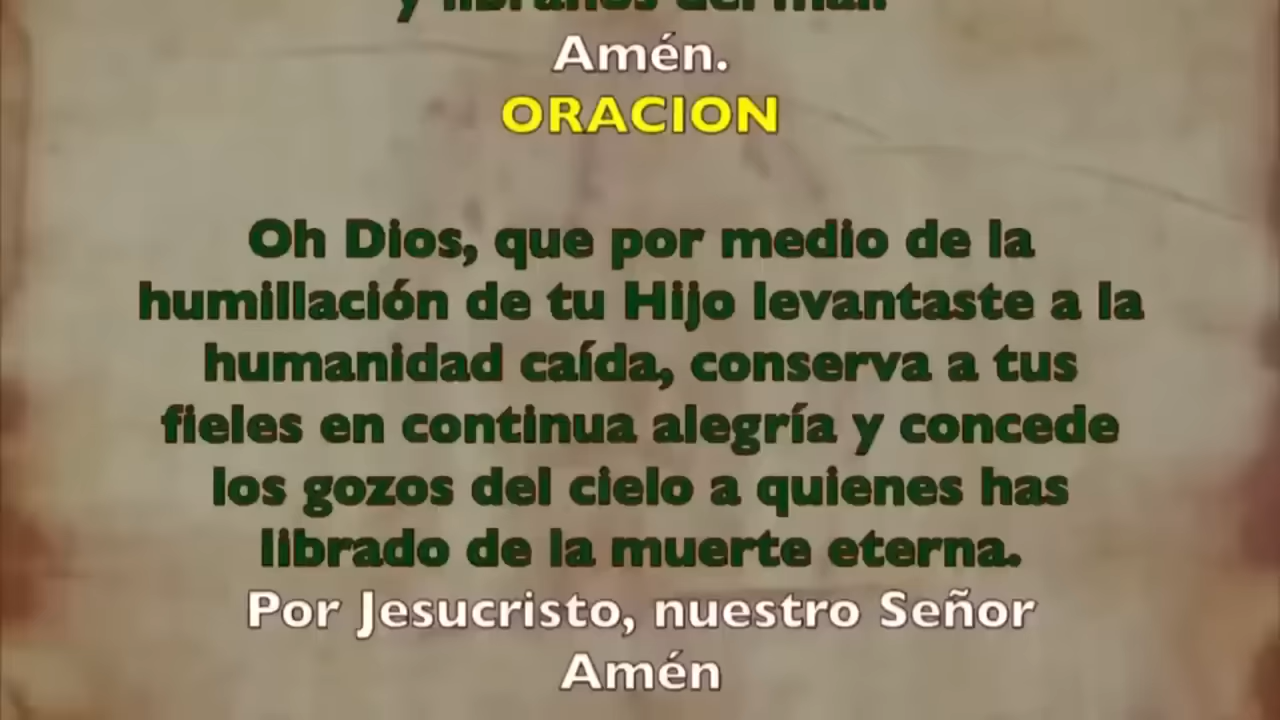 y líbranos del mal.
Amén.
ORACION
Oh Dios, que por medio de la
humillación de tu Hijo levantaste a la
humanidad caída, conserva a tus
fieles en continua alegría y concede
los gozos del cielo a quienes has
librado de la muerte eterna.
Por Jesucristo, nuestro Señor
Amén